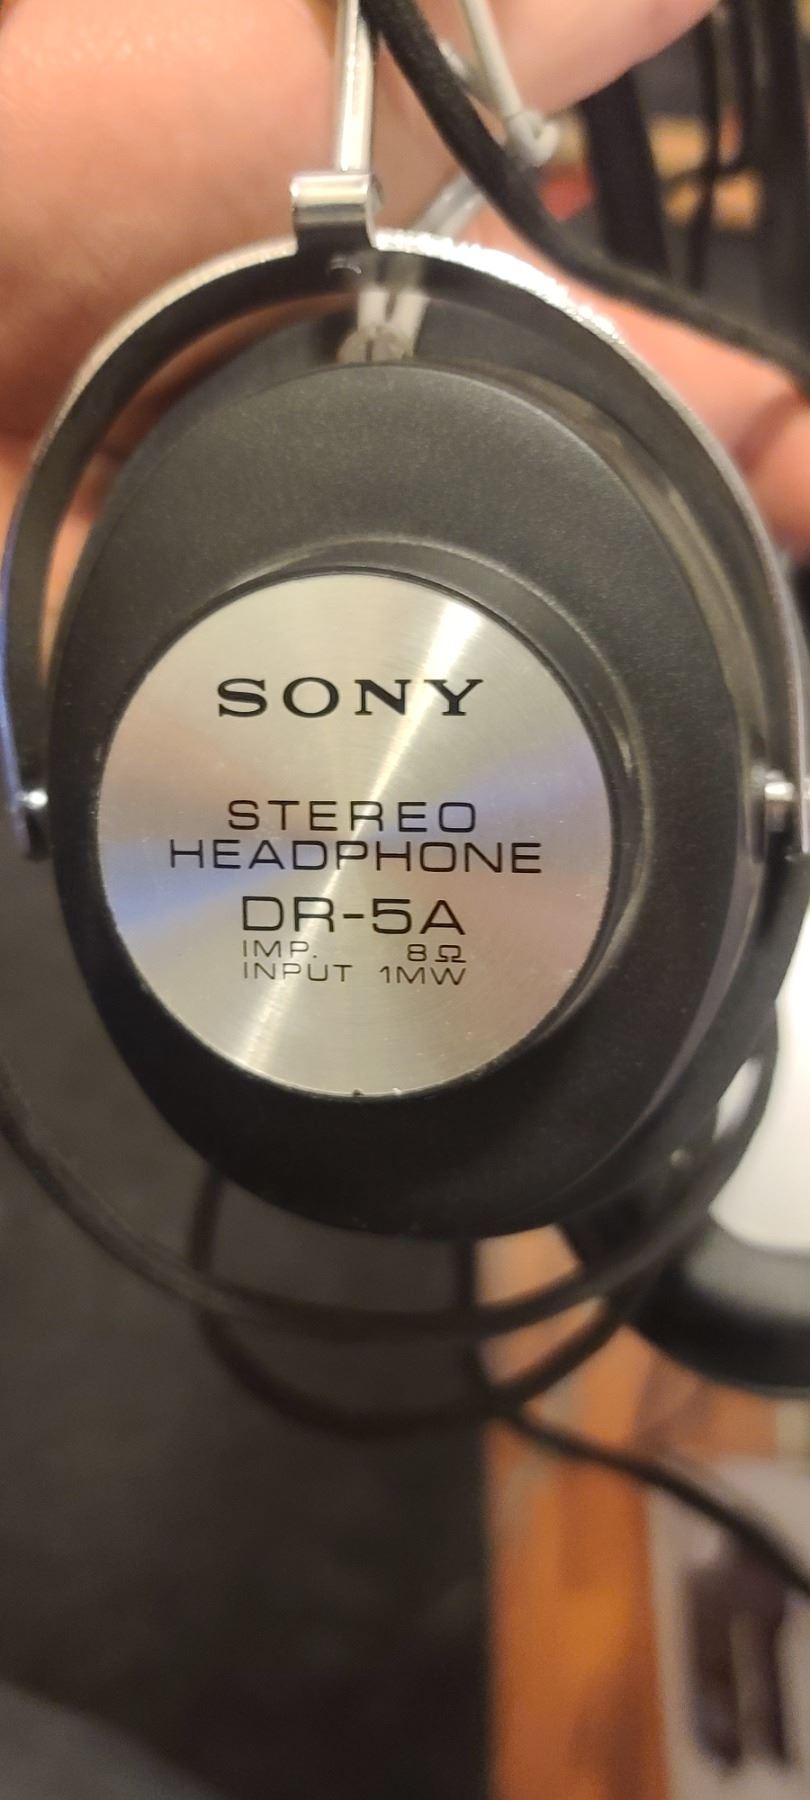 SONY
STEREO
HEADPHONE
DR-5A
IMP. 8Ω
INPUT 1MW